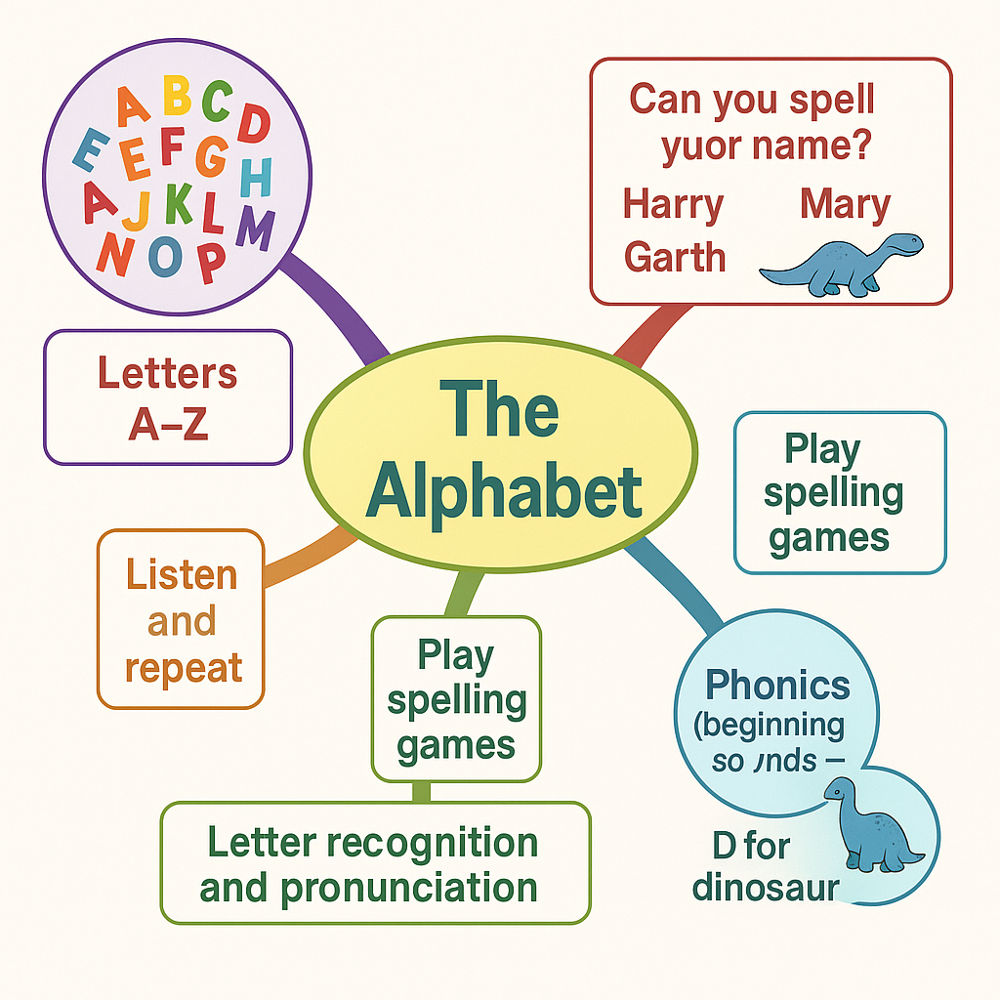 A B C D
E E F G H
A J K L M
N O P
Can you spell
yuor name?
Harry Mary
Garth
Letters
A–Z
The
Alphabet
Play
spelling
games
Listen
and
repeat
Play
spelling
games
Phonics
(beginning
Letter recognition
and pronunciation
D for
dinosaur